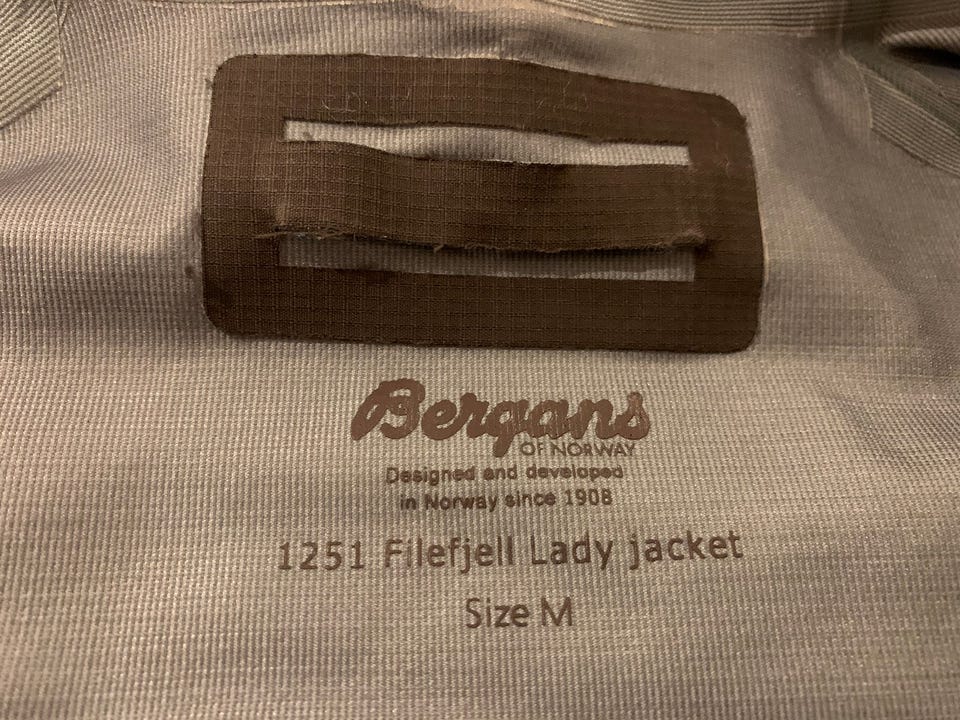 Bergans
OF NORWAY
Designed and developed
in Norway since 1908
1251 Filefjell Lady jacket
Size M